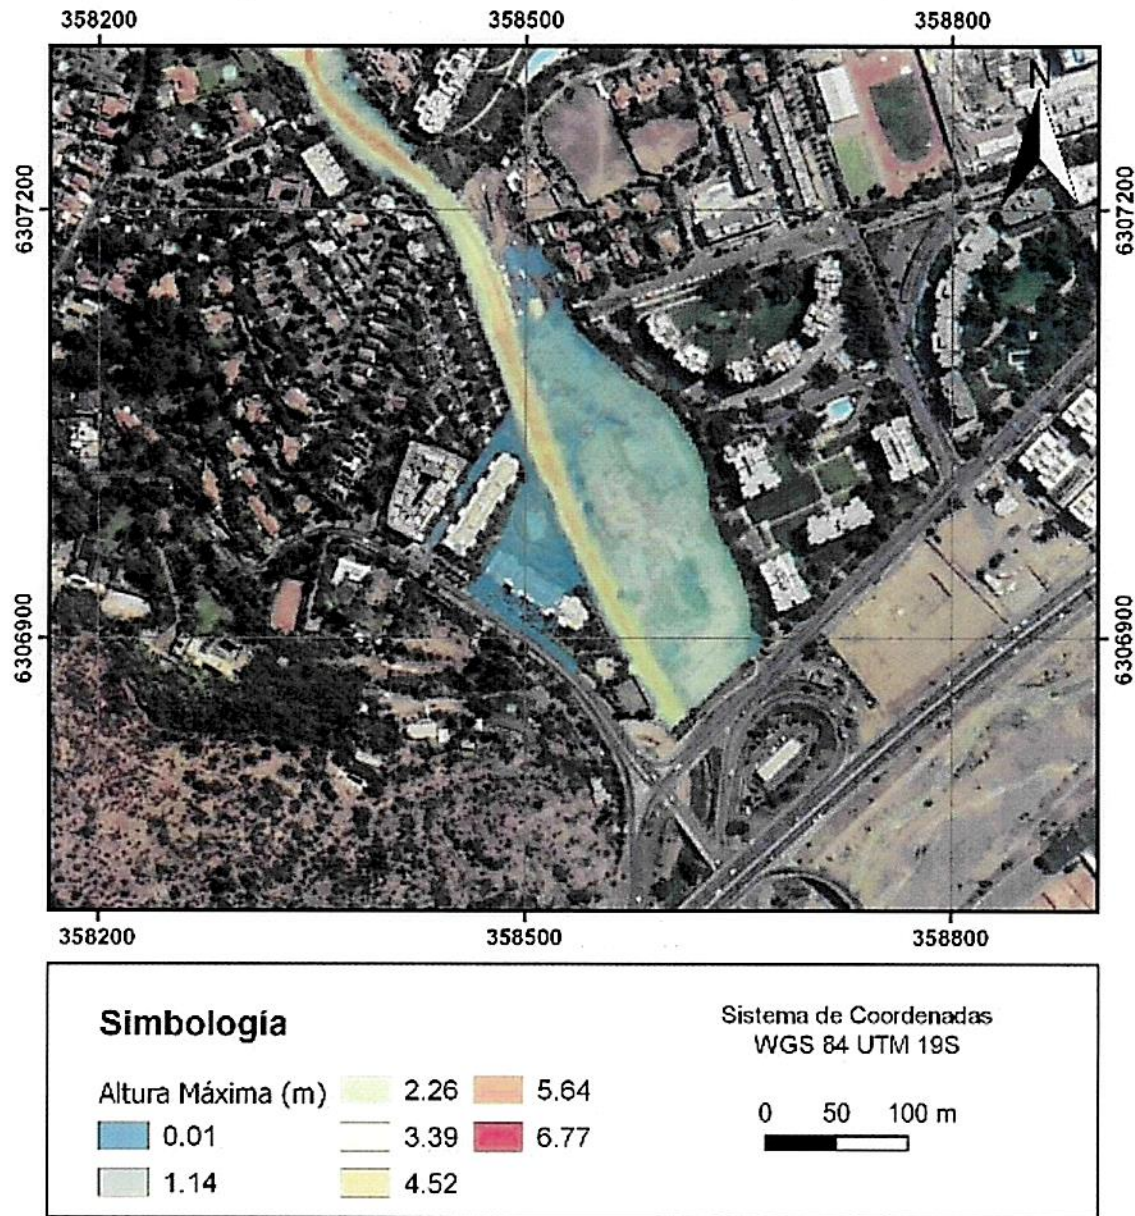 358200 358500 358800
N
6307200 6307200
6306900 6306900
358200 358500 358800
Simbología
Sistema de Coordenadas
WGS 84 UTM 19S
Altura Máxima (m)
0.01
1.14
2.26
3.39
4.52
5.64
6.77
0 50 100 m